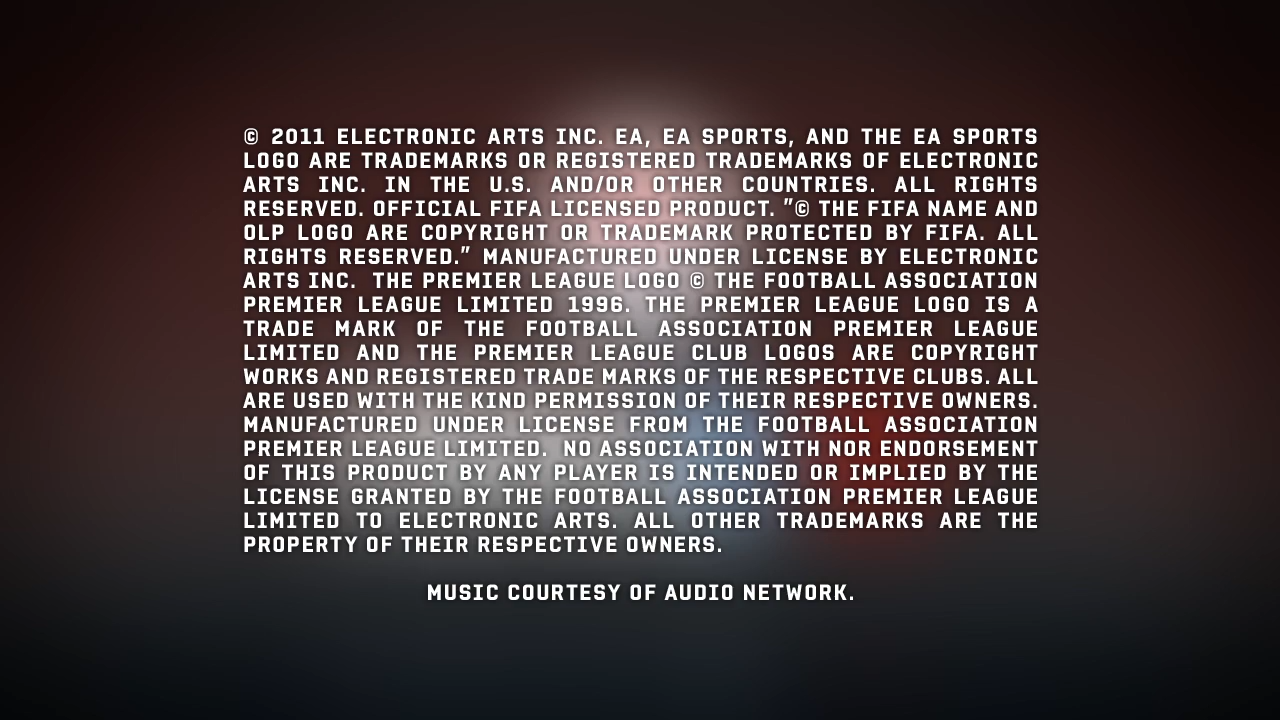 © 2011 ELECTRONIC ARTS INC. EA, EA SPORTS, AND THE EA SPORTS
LOGO ARE TRADEMARKS OR REGISTERED TRADEMARKS OF ELECTRONIC
ARTS INC. IN THE U.S. AND/OR OTHER COUNTRIES. ALL RIGHTS
RESERVED. OFFICIAL FIFA LICENSED PRODUCT. "© THE FIFA NAME AND
OLP LOGO ARE COPYRIGHT OR TRADEMARK PROTECTED BY FIFA. ALL
RIGHTS RESERVED." MANUFACTURED UNDER LICENSE BY ELECTRONIC
ARTS INC. THE PREMIER LEAGUE LOGO © THE FOOTBALL ASSOCIATION
PREMIER LEAGUE LIMITED 1996. THE PREMIER LEAGUE LOGO IS A
TRADE MARK OF THE FOOTBALL ASSOCIATION PREMIER LEAGUE
LIMITED AND THE PREMIER LEAGUE CLUB LOGOS ARE COPYRIGHT
WORKS AND REGISTERED TRADE MARKS OF THE RESPECTIVE CLUBS. ALL
ARE USED WITH THE KIND PERMISSION OF THEIR RESPECTIVE OWNERS.
MANUFACTURED UNDER LICENSE FROM THE FOOTBALL ASSOCIATION
PREMIER LEAGUE LIMITED. NO ASSOCIATION WITH NOR ENDORSEMENT
OF THIS PRODUCT BY ANY PLAYER IS INTENDED OR IMPLIED BY THE
LICENSE GRANTED BY THE FOOTBALL ASSOCIATION PREMIER LEAGUE
LIMITED TO ELECTRONIC ARTS. ALL OTHER TRADEMARKS ARE THE
PROPERTY OF THEIR RESPECTIVE OWNERS.
MUSIC COURTESY OF AUDIO NETWORK.